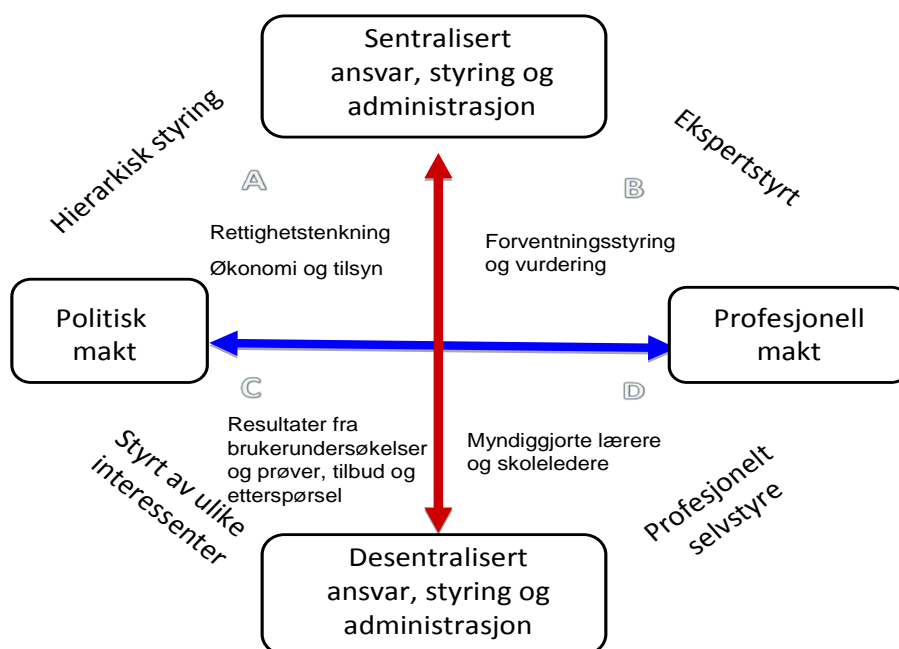 Sentralisert
ansvar, styring og
administrasjon
Hierarkisk styring
Ekspertstyrt
A
B
Rettighetstenkning
Økonomi og tilsyn
Forventningsstyring
og vurdering
Politisk
makt
Profesjonell
makt
C
D
Resultater fra
brukerundersøkelser
og prøver, tilbud og
etterspørsel
Myndiggjorte lærere
og skoleledere
Styrt av ulike
interessenter
Profesjonelt
selvstyre
Desentralisert
ansvar, styring og
administrasjon